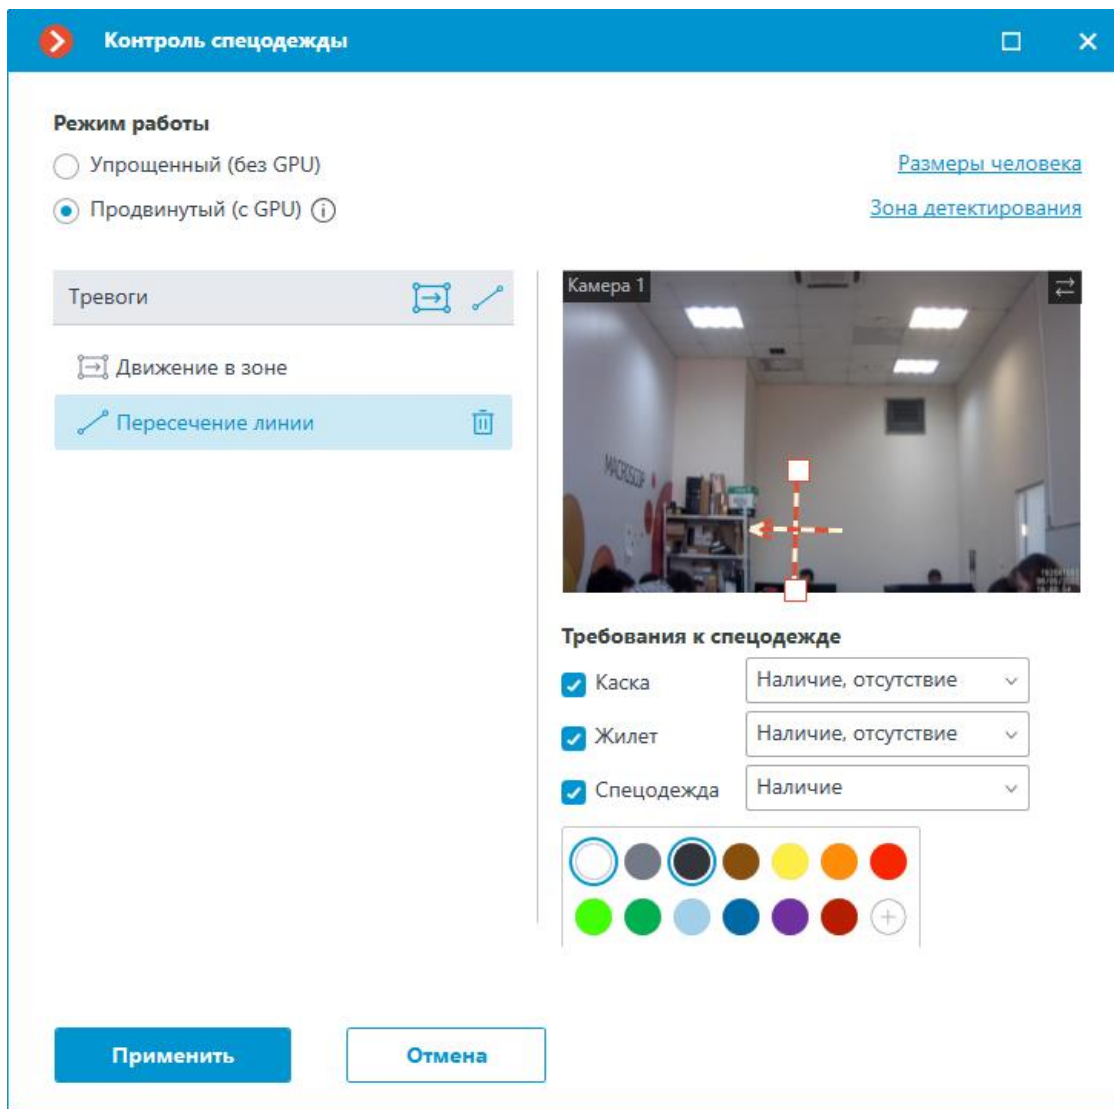 Контроль спецодежды
Режим работы
Упрощенный (без GPU)
Размеры человека
Продвинутый (с GPU)
Зона детектирования
Тревоги
Камера 1
Движение в зоне
Пересечение линии
MACROSCOP
Требования к спецодежде
Каска
Наличие, отсутствие
Жилет
Наличие, отсутствие
Спецодежда
Наличие
Применить
Отмена